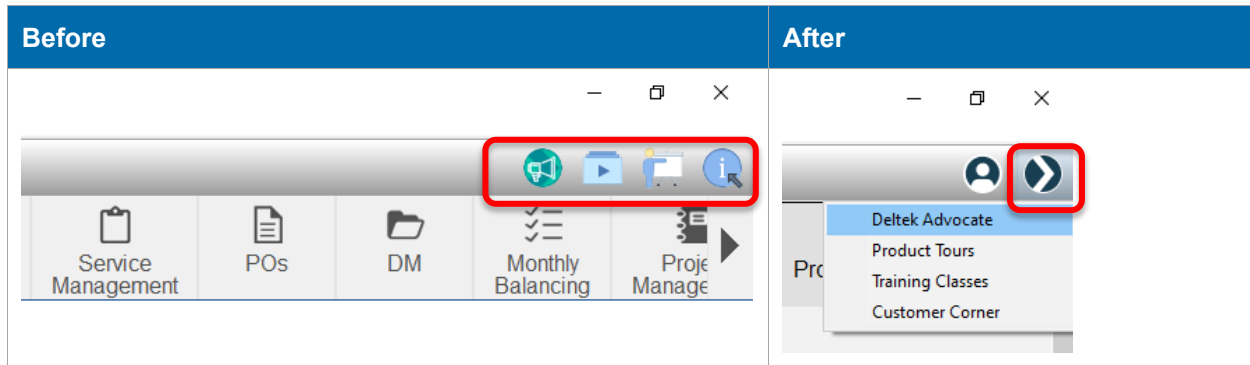 Before
After
Service
Management
POs
DM
Monthly
Balancing
Proje
Manage
Deltek Advocate
Product Tours
Training Classes
Customer Corner
Pro